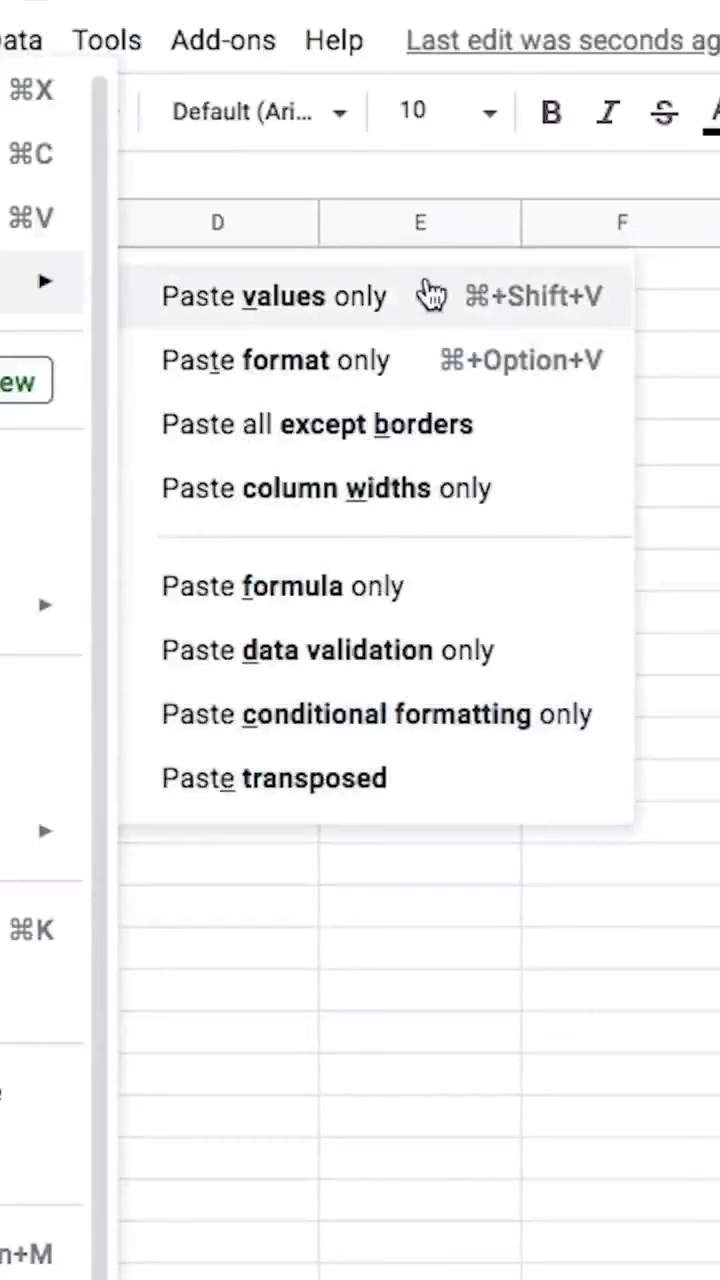 ata Tools Add-ons Help Last edit was seconds ag
⌘X
Default (Ari... 10 B I S A
⌘C
⌘V
D E F
Paste values only ⌘+Shift+V
Paste format only ⌘+Option+V
ew
Paste all except borders
Paste column widths only
Paste formula only
Paste data validation only
Paste conditional formatting only
Paste transposed
⌘K
e
n+M